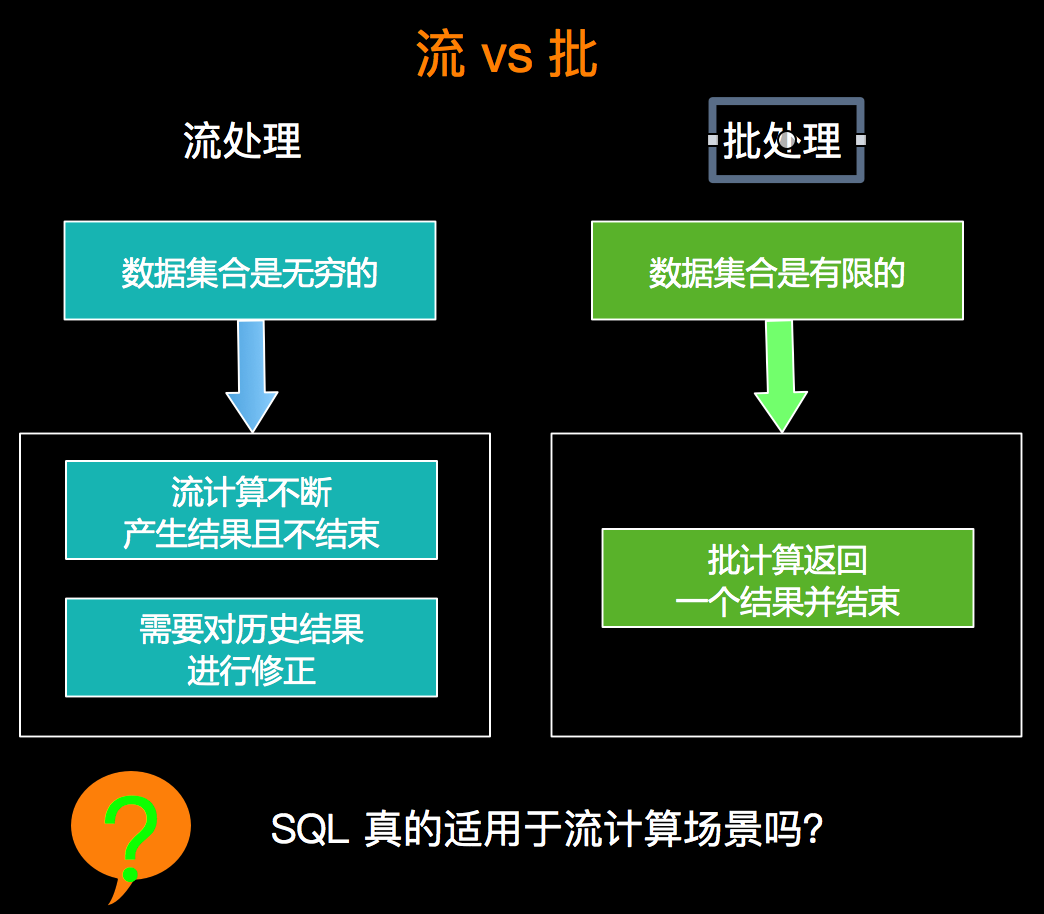 流 vs 批
流处理
批处理
数据集合是无穷的
数据集合是有限的
流计算不断
产生结果且不结束
需要对历史结果
进行修正
批计算返回
一个结果并结束
?
SQL 真的适用于流计算场景吗?